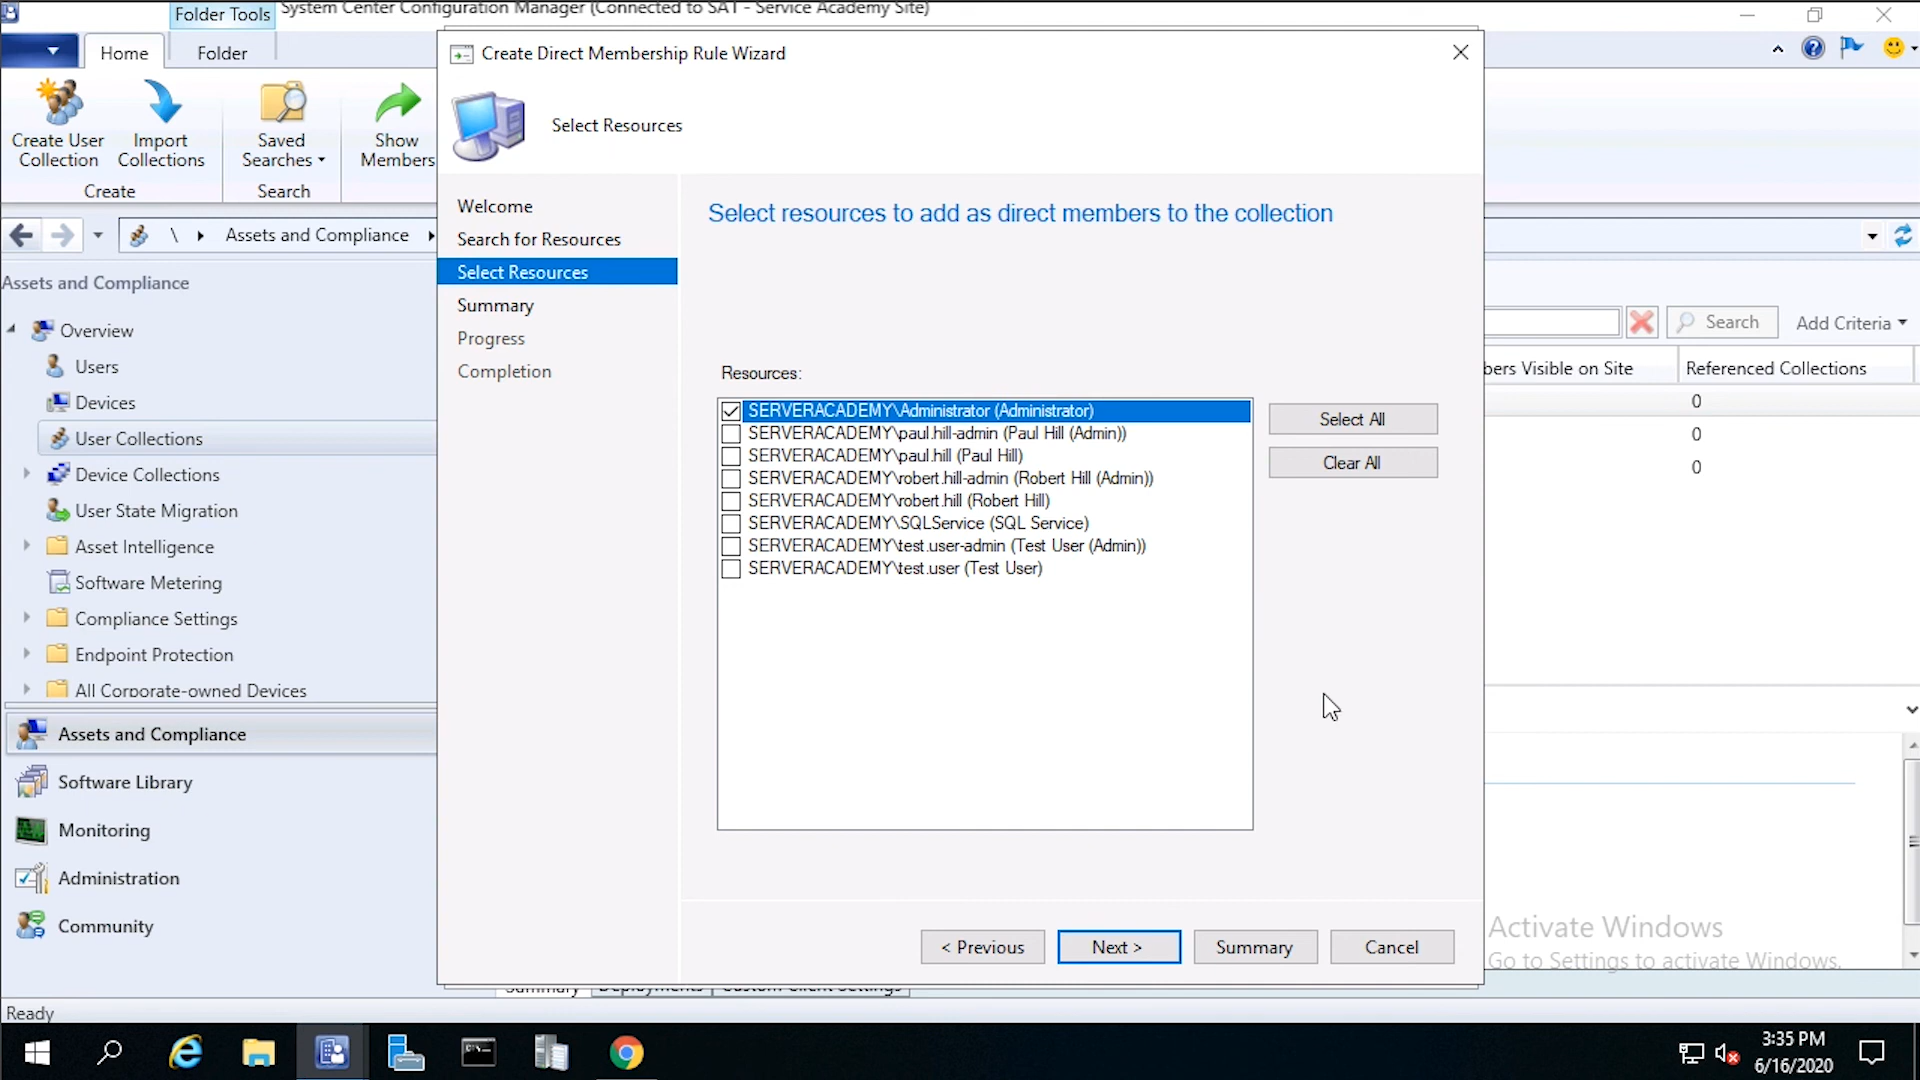 Folder Tools
System Center Configuration Manager (Connected to SAT - Service Academy Site)
Home
Folder
Create User
Collection
Import
Collections
Saved
Searches
Show
Members
Create
Search
\
Assets and Compliance
Assets and Compliance
Overview
Users
Devices
User Collections
Device Collections
User State Migration
Asset Intelligence
Software Metering
Compliance Settings
Endpoint Protection
All Corporate-owned Devices
Assets and Compliance
Software Library
Monitoring
Administration
Community
Ready
Create Direct Membership Rule Wizard
Select Resources
Welcome
Search for Resources
Select Resources
Summary
Progress
Completion
Select resources to add as direct members to the collection
Resources:
SERVERACADEMY\Administrator (Administrator)
SERVERACADEMY\paul.hill-admin (Paul Hill (Admin))
SERVERACADEMY\paul.hill (Paul Hill)
SERVERACADEMY\robert.hill-admin (Robert Hill (Admin))
SERVERACADEMY\robert.hill (Robert Hill)
SERVERACADEMY\SQLService (SQL Service)
SERVERACADEMY\test.user-admin (Test User (Admin))
SERVERACADEMY\test.user (Test User)
Select All
Clear All
< Previous
Next >
Summary
Cancel
Summary
Deployments
Custom Client Settings
Search
Add Criteria
bers Visible on Site
Referenced Collections
0
0
0
Activate Windows
Go to Settings to activate Windows.
3:35 PM
6/16/2020